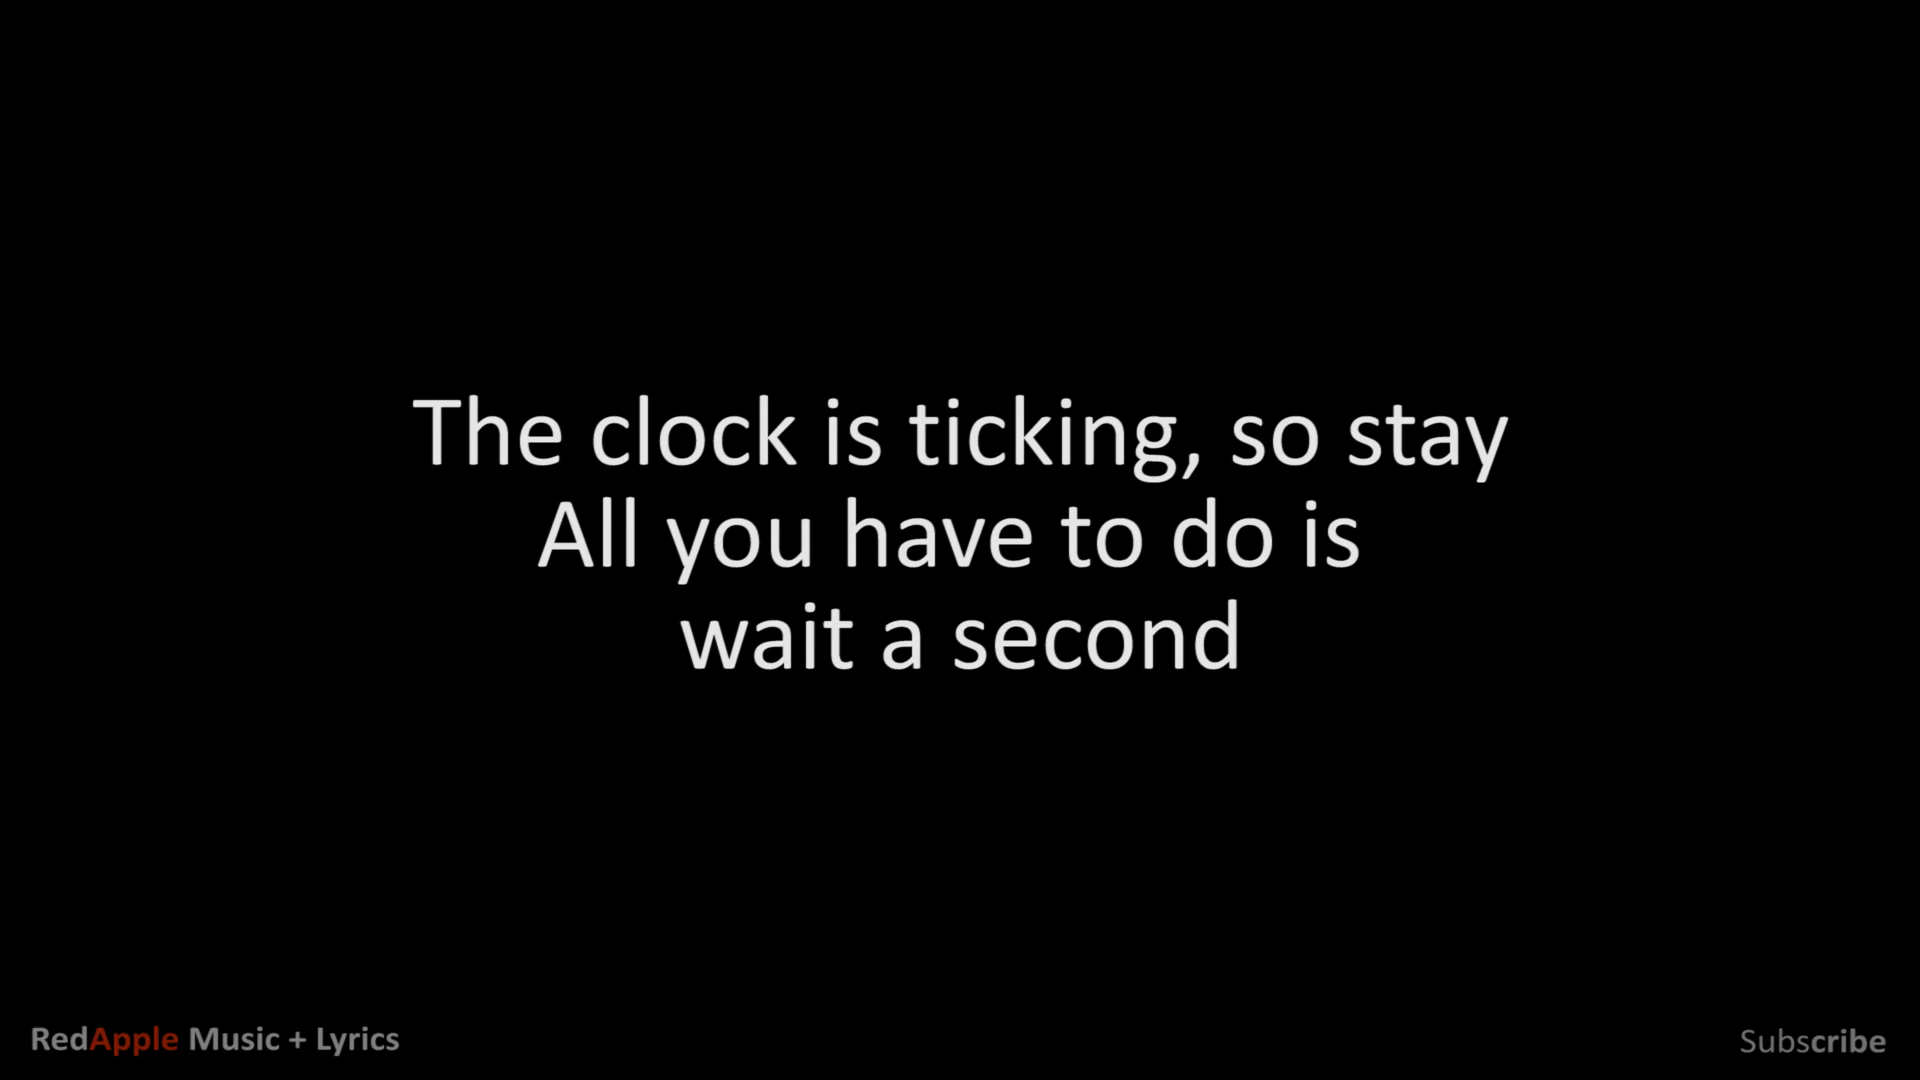 The clock is ticking, so stay
All you have to do is
wait a second
RedApple Music + Lyrics
Subscribe